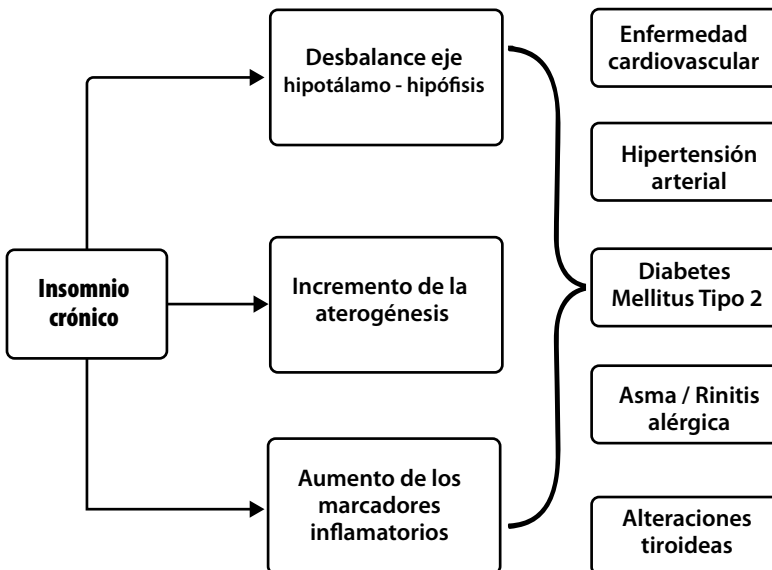 Insomnio
crónico
Desbalance eje
hipotálamo - hipófisis
Incremento de la
aterogénesis
Aumento de los
marcadores
inflamatorios
Enfermedad
cardiovascular
Hipertensión
arterial
Diabetes
Mellitus Tipo 2
Asma / Rinitis
alérgica
Alteraciones
tiroideas